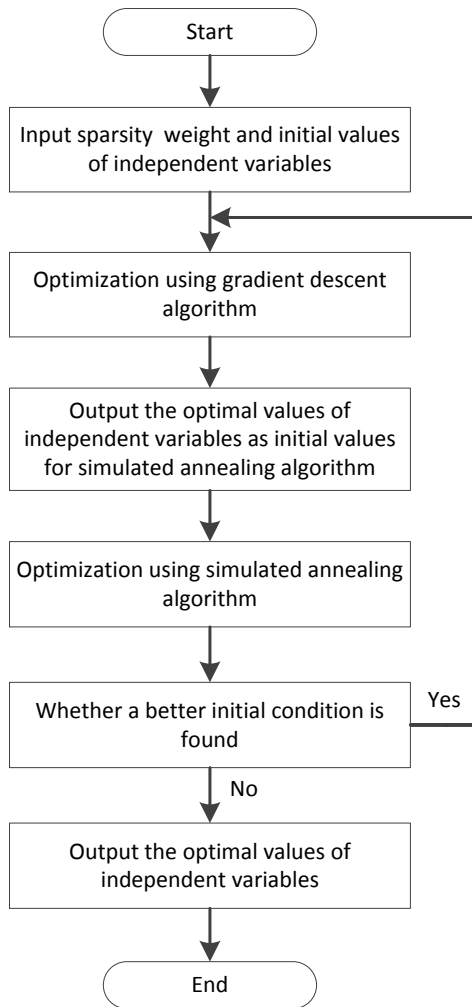 Start
Input sparsity weight and initial values
of independent variables
Optimization using gradient descent
algorithm
Output the optimal values of
independent variables as initial values
for simulated annealing algorithm
Optimization using simulated annealing
algorithm
Whether a better initial condition is
found
Yes
No
Output the optimal values of
independent variables
End